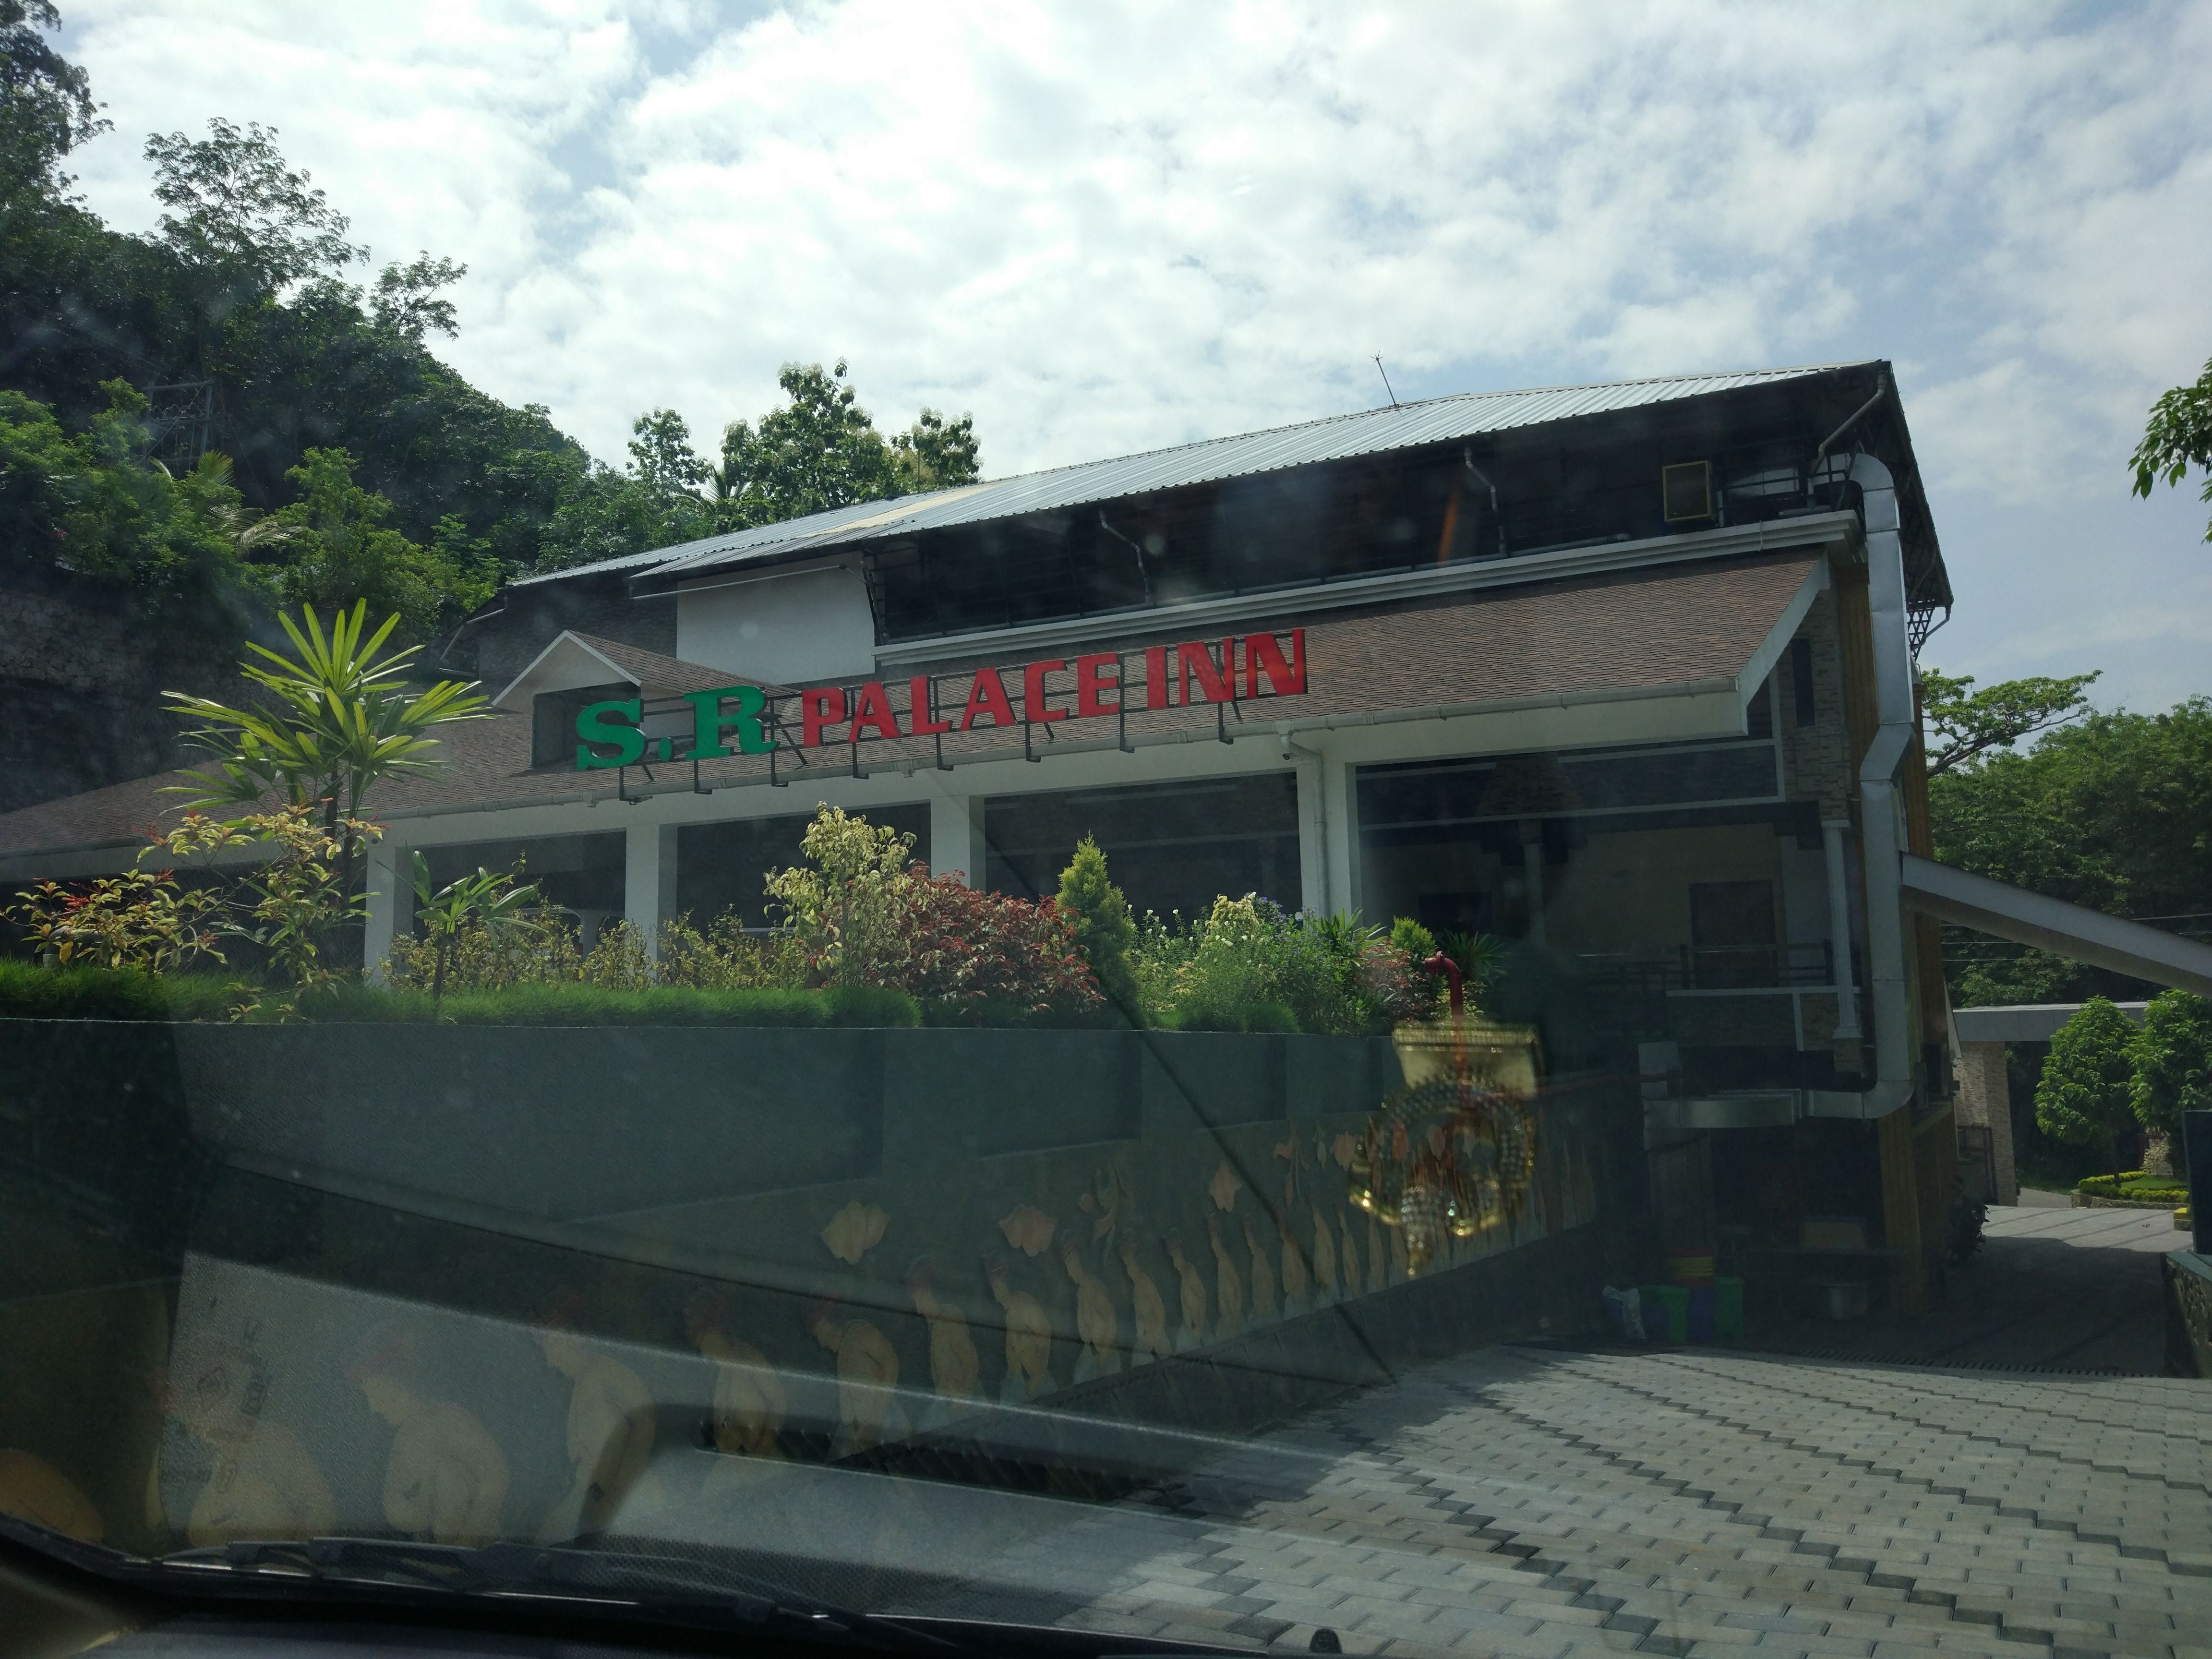 S.R PALACE INN